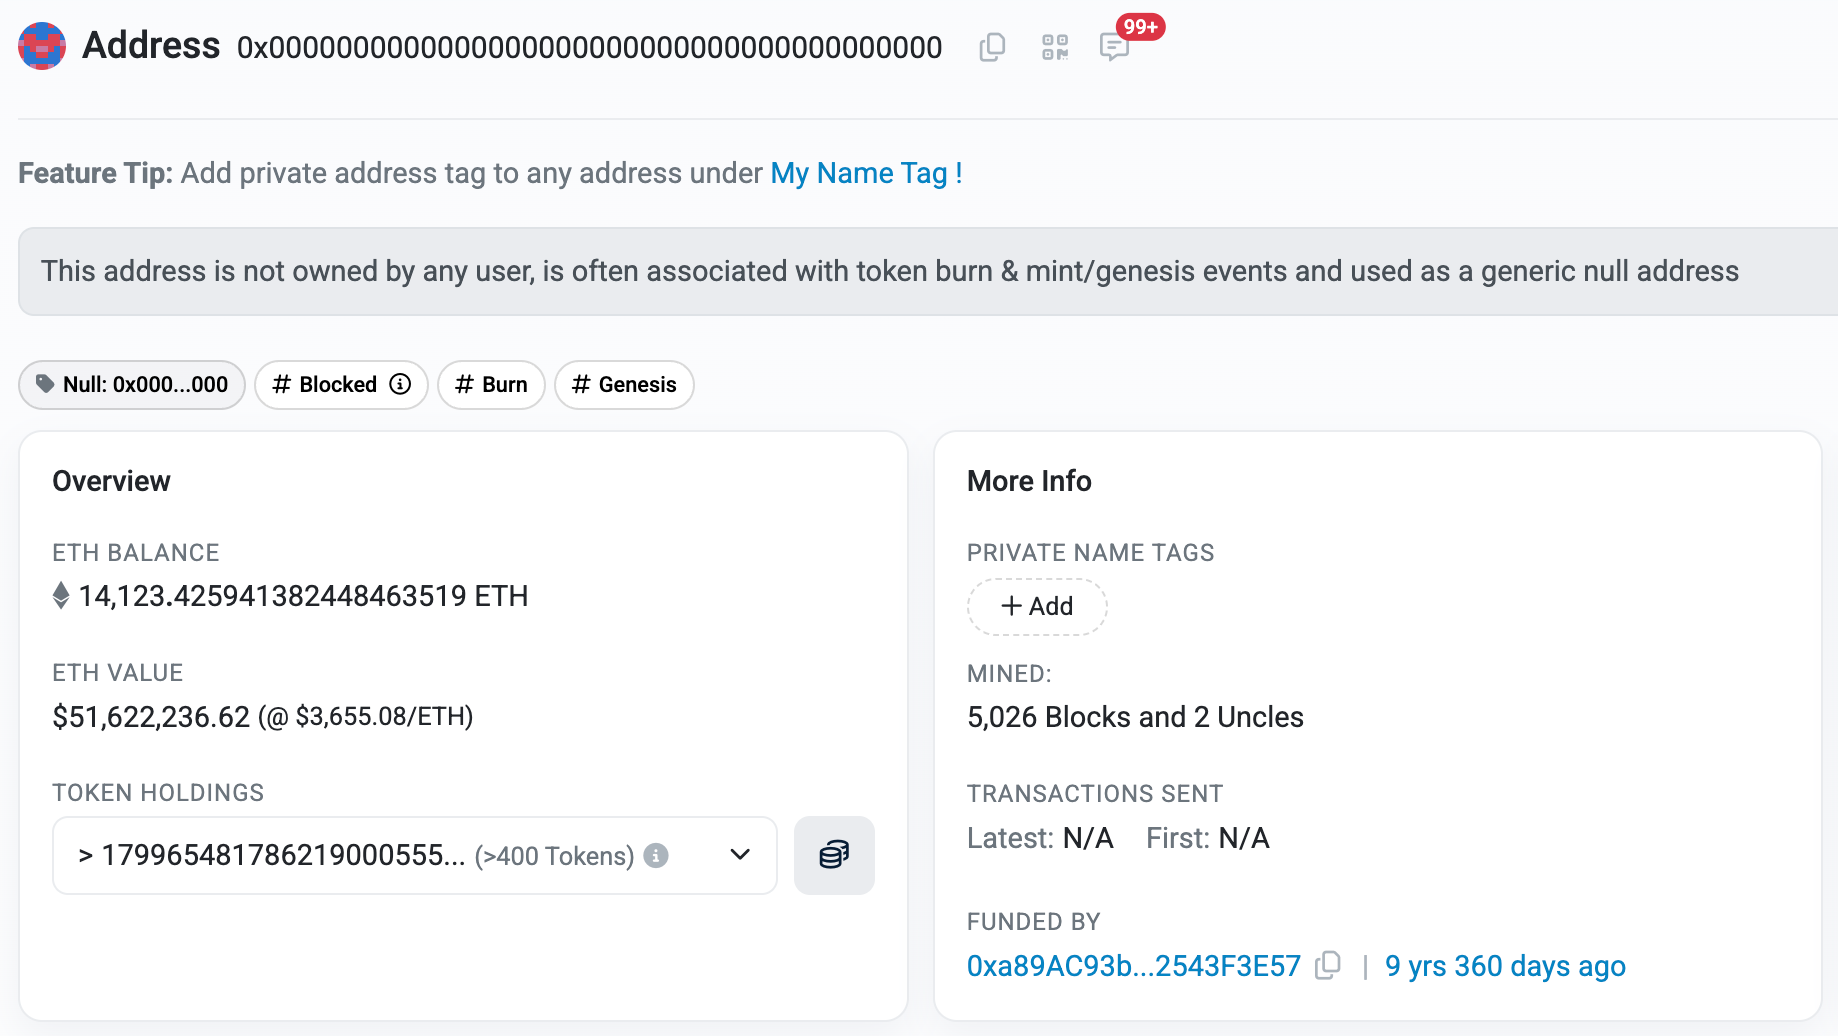 Address 0x0000000000000000000000000000000000000000 99+
Feature Tip: Add private address tag to any address under My Name Tag !
This address is not owned by any user, is often associated with token burn & mint/genesis events and used as a generic null address
Null: 0x000...000 # Blocked # Burn # Genesis
Overview
ETH BALANCE
14,123.425941382448463519 ETH
ETH VALUE
$51,622,236.62 (@ $3,655.08/ETH)
TOKEN HOLDINGS
> 179965481786219000555... (>400 Tokens)
More Info
PRIVATE NAME TAGS
+ Add
MINED:
5,026 Blocks and 2 Uncles
TRANSACTIONS SENT
Latest: N/A First: N/A
FUNDED BY
0xa89AC93b...2543F3E57 | 9 yrs 360 days ago